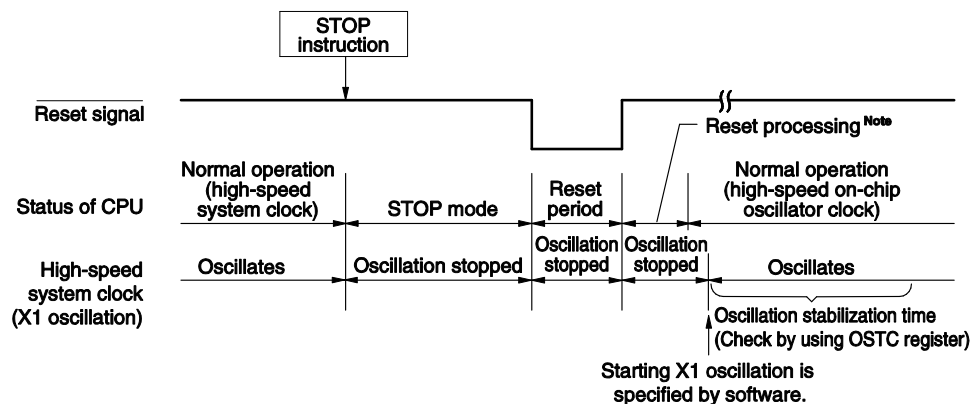 STOP
instruction
Reset signal
Reset processing Note
Status of CPU
Normal operation
(high-speed
system clock)
STOP mode
Reset
period
Normal operation
(high-speed on-chip
oscillator clock)
High-speed
system clock
(X1 oscillation)
Oscillates
Oscillation stopped
Oscillation
stopped
Oscillation
stopped
Oscillates
Oscillation stabilization time
(Check by using OSTC register)
Starting X1 oscillation is
specified by software.